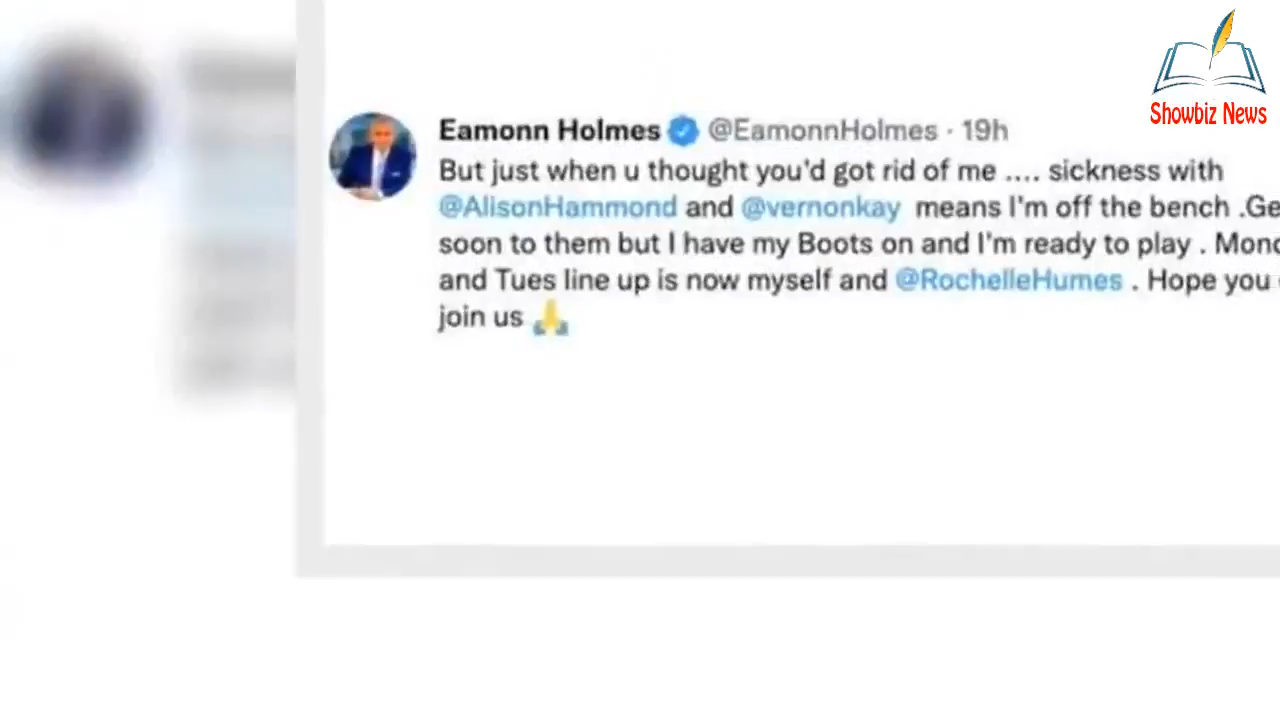 Showbiz News
Eamonn Holmes @EamonnHolmes · 19h
But just when u thought you'd got rid of me .... sickness with
@AlisonHammond and @vernonkay means I'm off the bench .Ge
soon to them but I have my Boots on and I'm ready to play . Mond
and Tues line up is now myself and @RochelleHumes . Hope you
join us 🙏